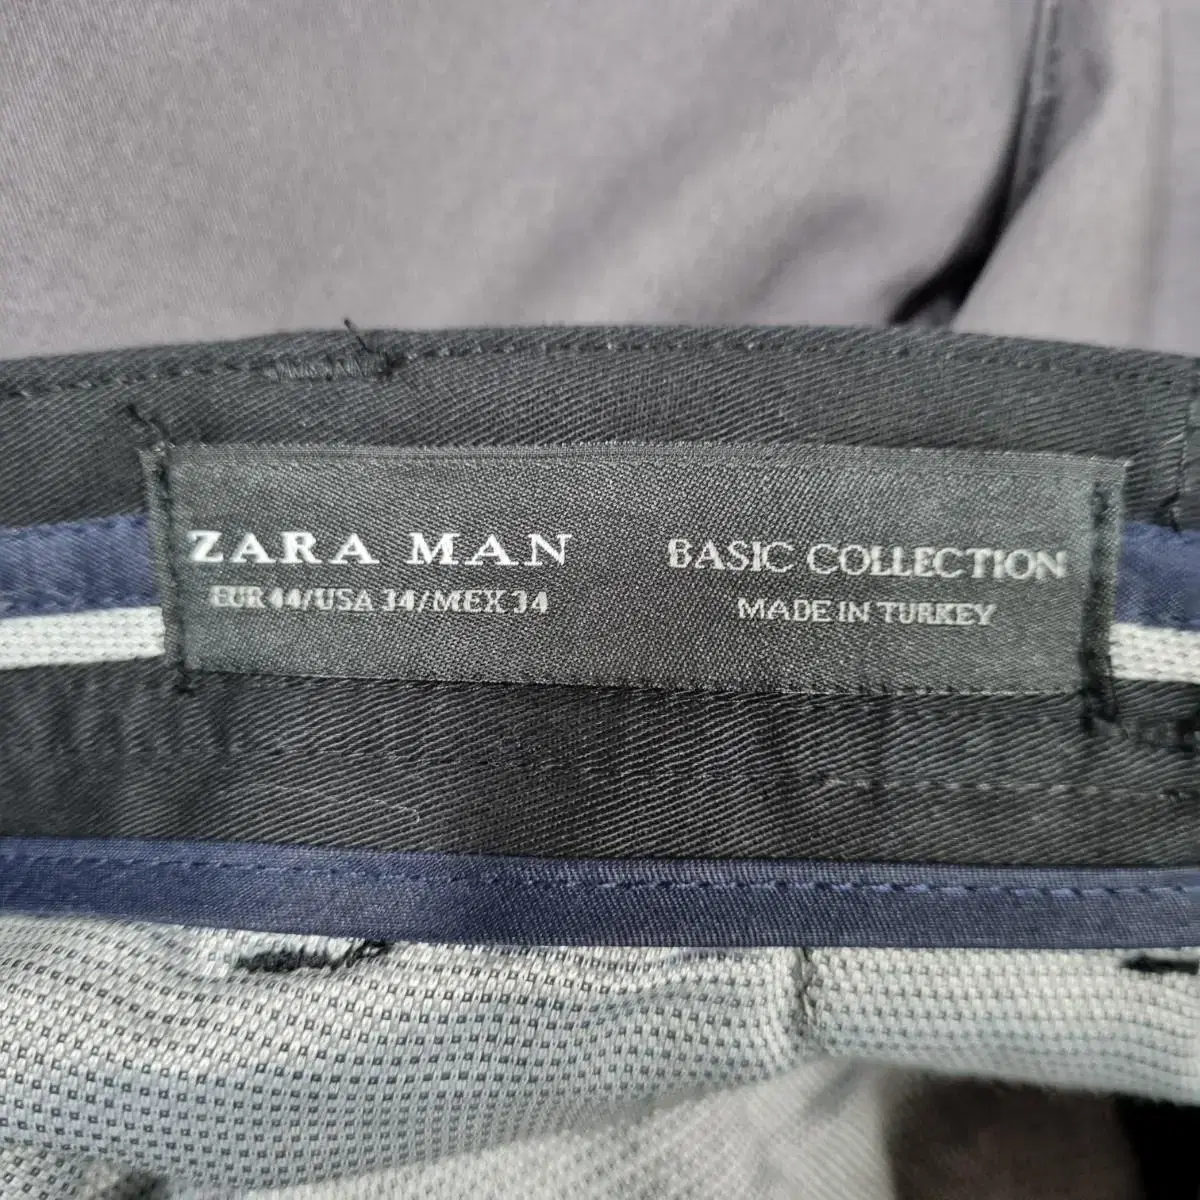 ZARA MAN
EUR 44/USA 34/MEX 34
BASIC COLLECTION
MADE IN TURKEY